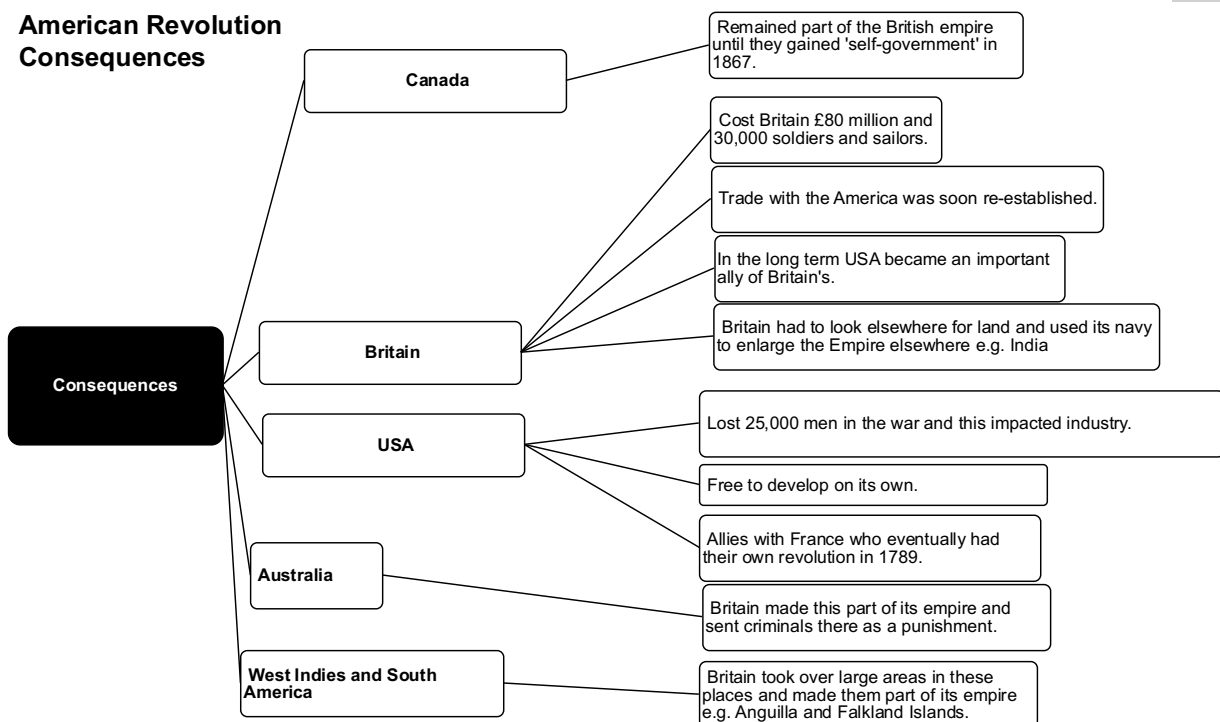 American Revolution
Consequences
Canada
Remained part of the British empire
until they gained 'self-government' in
1867.
Cost Britain £80 million and
30,000 soldiers and sailors.
Trade with the America was soon re-established.
In the long term USA became an important
ally of Britain's.
Britain
Britain had to look elsewhere for land and used its navy
to enlarge the Empire elsewhere e.g. India
Consequences
USA
Lost 25,000 men in the war and this impacted industry.
Free to develop on its own.
Allies with France who eventually had
their own revolution in 1789.
Australia
Britain made this part of its empire and
sent criminals there as a punishment.
West Indies and South
America
Britain took over large areas in these
places and made them part of its empire
e.g. Anguilla and Falkland Islands.